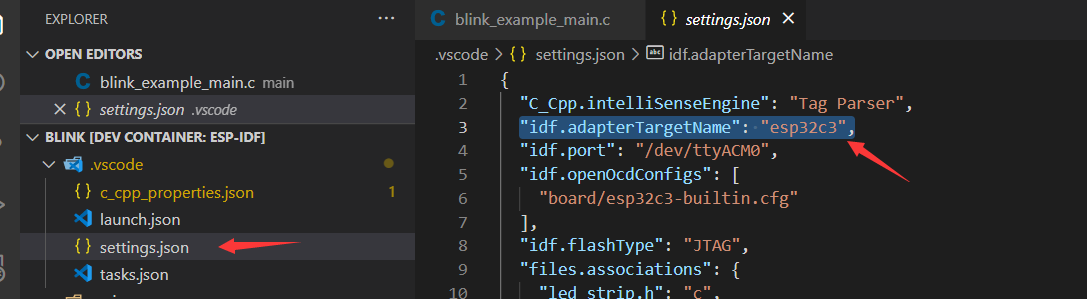 EXPLORER
...
OPEN EDITORS
C blink_example_main.c main
{} settings.json .vscode
BLINK [DEV CONTAINER: ESP-IDF]
.vscode
{} c_cpp_properties.json 1
launch.json
{} settings.json
tasks.json
C blink_example_main.c
{} settings.json
.vscode > {} settings.json > abc idf.adapterTargetName
1 {
2 "C_Cpp.intelliSenseEngine": "Tag Parser",
3 "idf.adapterTargetName": "esp32c3",
4 "idf.port": "/dev/ttyACM0",
5 "idf.openOcdConfigs": [
6 "board/esp32c3-builtin.cfg"
7 ],
8 "idf.flashType": "JTAG",
9 "files.associations": {
10 "led_strip.h": "c",